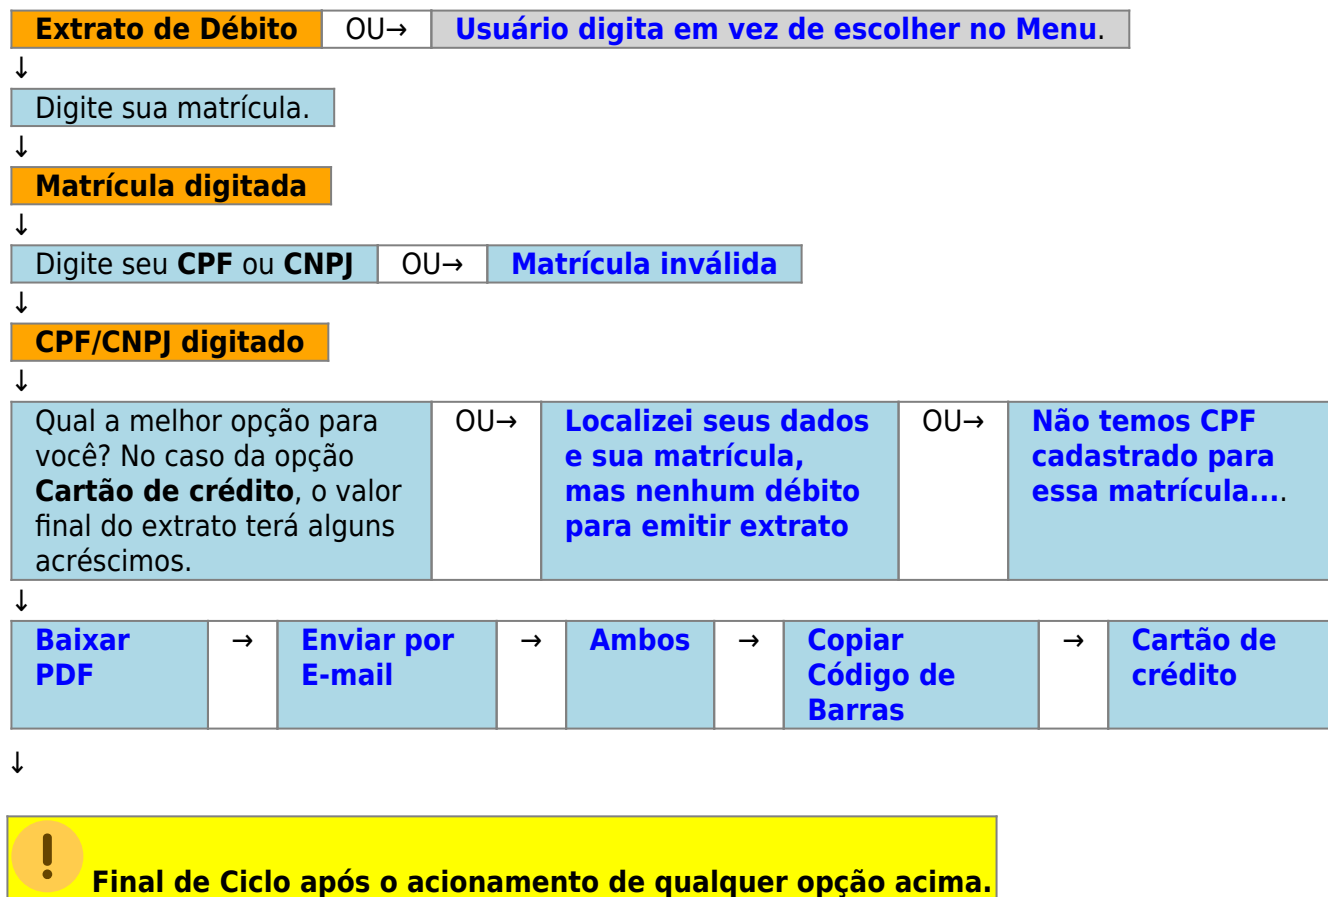 Extrato de Débito OU→ Usuário digita em vez de escolher no Menu.
↓
Digite sua matrícula.
↓
Matrícula digitada
↓
Digite seu CPF ou CNPJ OU→ Matrícula inválida
↓
CPF/CNPJ digitado
↓
Qual a melhor opção para
você? No caso da opção
Cartão de crédito, o valor
final do extrato terá alguns
acréscimos.
OU→
Localizei seus dados
e sua matrícula,
mas nenhum débito
para emitir extrato
OU→
Não temos CPF
cadastrado para
essa matrícula....
↓
Baixar
PDF
→
Enviar por
E-mail
→
Ambos
→
Copiar
Código de
Barras
→
Cartão de
crédito
↓
Final de Ciclo após o acionamento de qualquer opção acima.